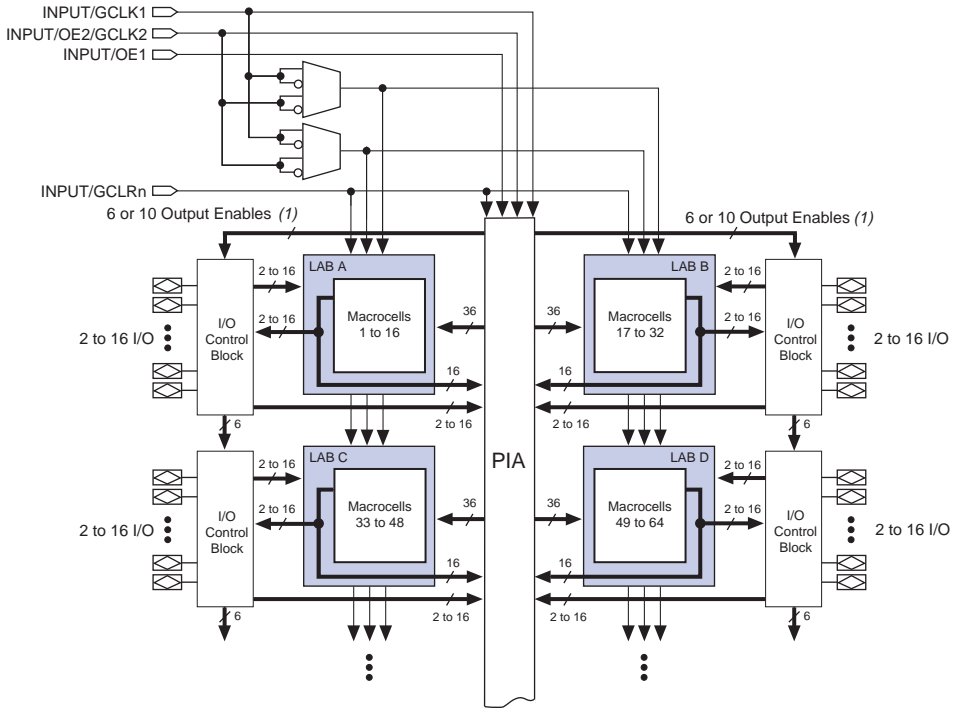 INPUT/GCLK1
INPUT/OE2/GCLK2
INPUT/OE1
INPUT/GCLRn
6 or 10 Output Enables (1)
6 or 10 Output Enables (1)
LAB A
LAB B
2 to 16
2 to 16
2 to 16
2 to 16
Macrocells
1 to 16
36
36
Macrocells
17 to 32
2 to 16 I/O
I/O
Control
Block
I/O
Control
Block
2 to 16 I/O
16
16
2 to 16
2 to 16
6
6
PIA
LAB C
LAB D
2 to 16
2 to 16
2 to 16
2 to 16
Macrocells
33 to 48
36
36
Macrocells
49 to 64
2 to 16 I/O
I/O
Control
Block
I/O
Control
Block
2 to 16 I/O
16
16
2 to 16
2 to 16
6
6